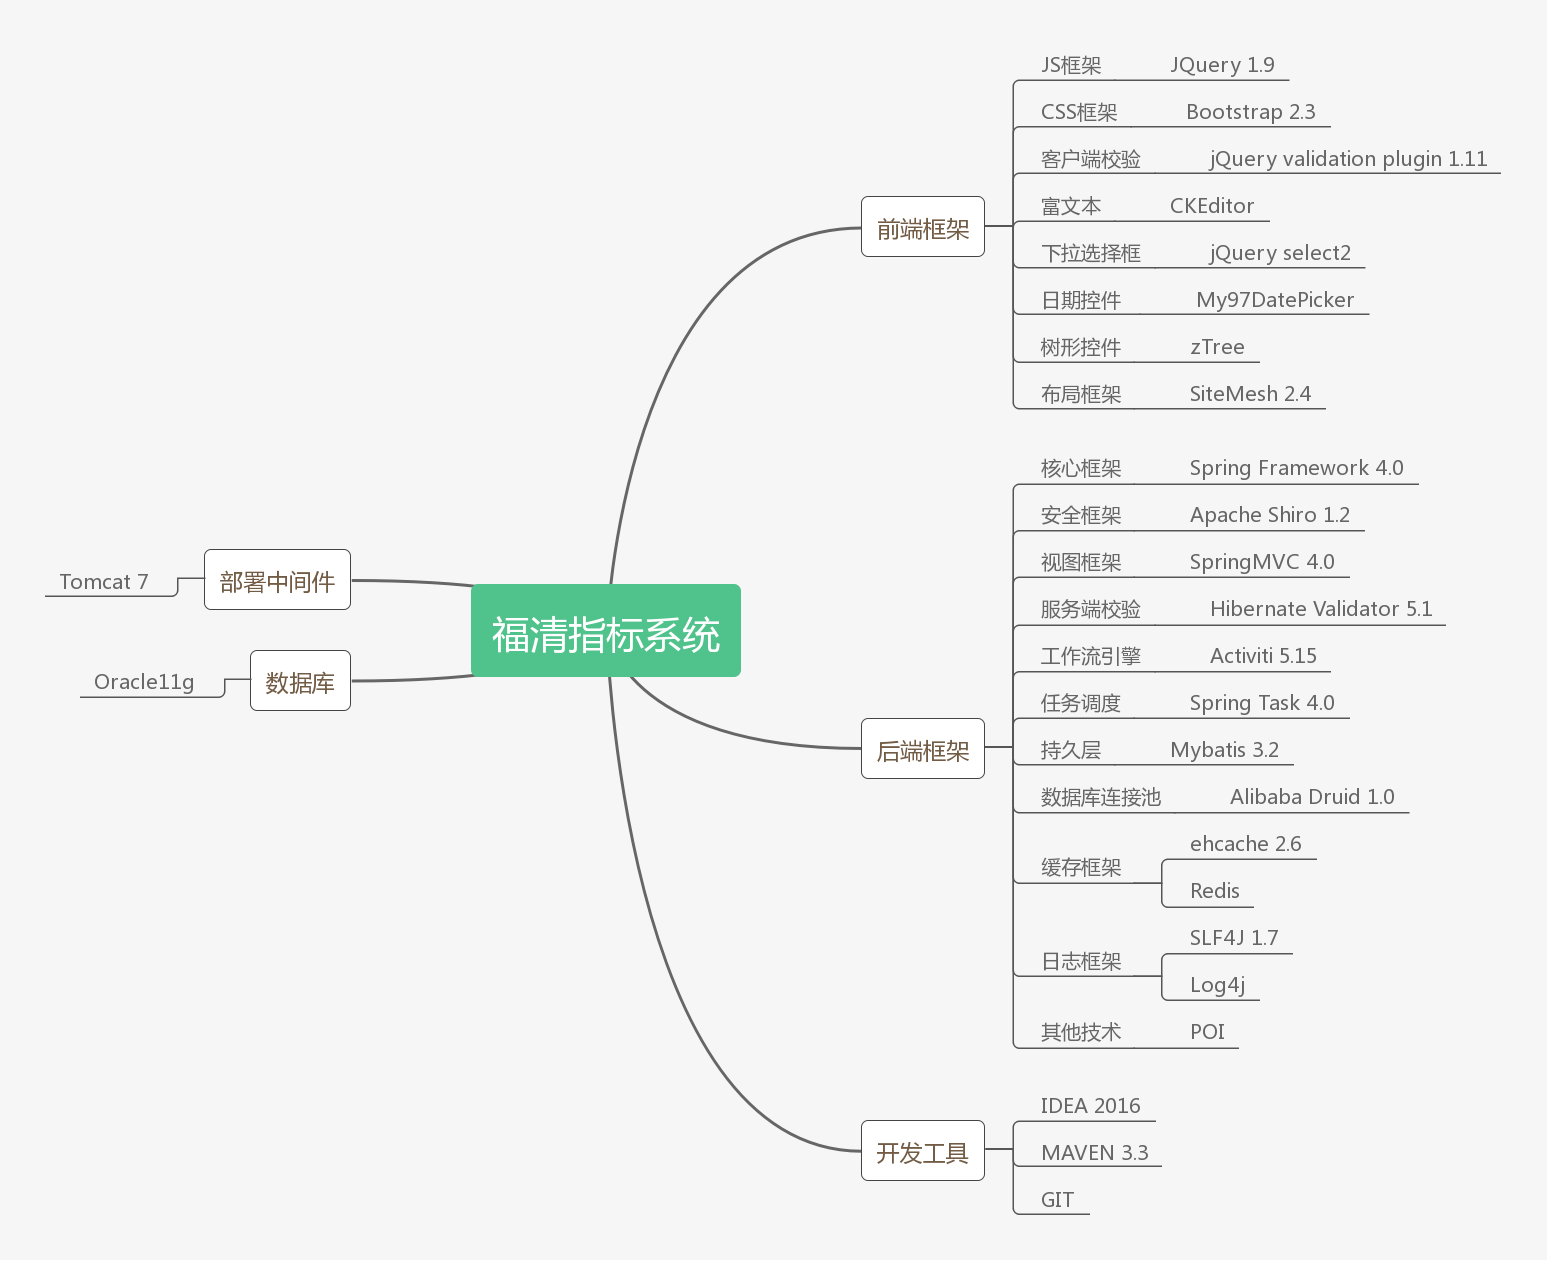 福清指标系统
前端框架
JS框架 JQuery 1.9
CSS框架 Bootstrap 2.3
客户端校验 jQuery validation plugin 1.11
富文本 CKEditor
下拉选择框 jQuery select2
日期控件 My97DatePicker
树形控件 zTree
布局框架 SiteMesh 2.4
后端框架
核心框架 Spring Framework 4.0
安全框架 Apache Shiro 1.2
视图框架 SpringMVC 4.0
服务端校验 Hibernate Validator 5.1
工作流引擎 Activiti 5.15
任务调度 Spring Task 4.0
持久层 Mybatis 3.2
数据库连接池 Alibaba Druid 1.0
缓存框架
ehcache 2.6
Redis
日志框架
SLF4J 1.7
Log4j
其他技术 POI
开发工具
IDEA 2016
MAVEN 3.3
GIT
部署中间件
Tomcat 7
数据库
Oracle11g